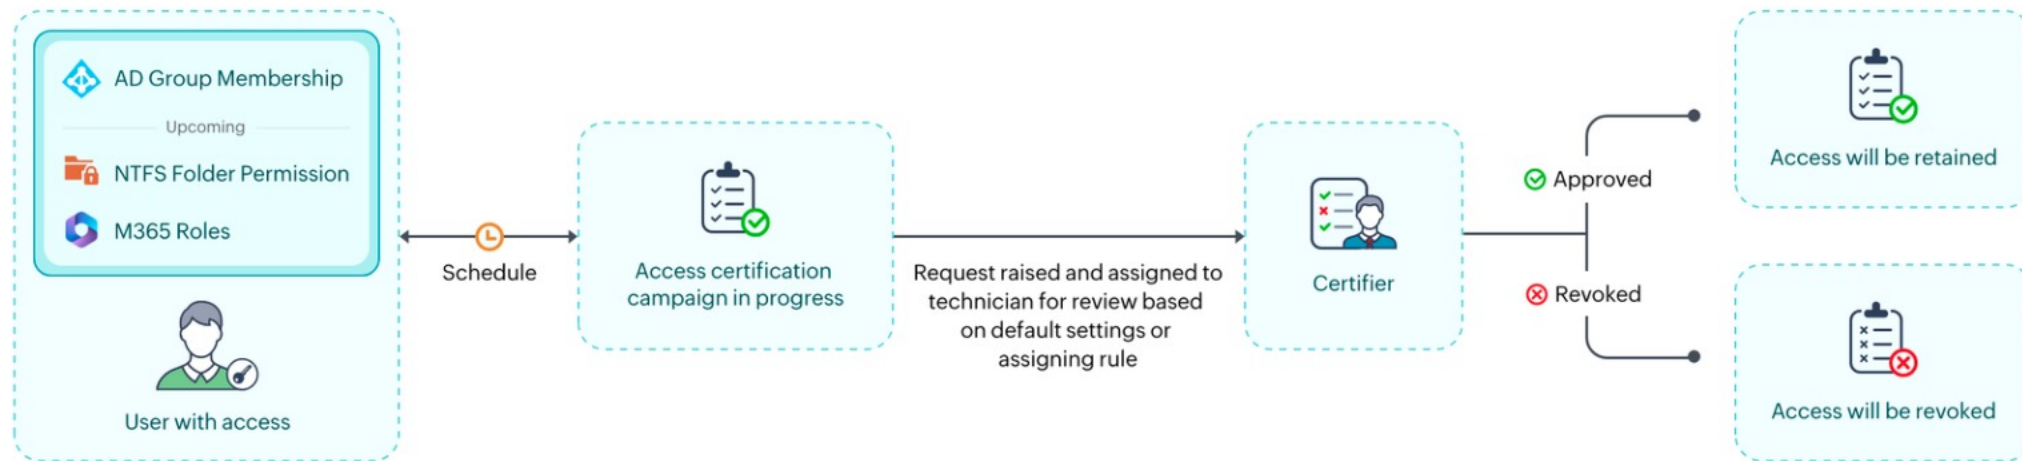 AD Group Membership
Upcoming
NTFS Folder Permission
M365 Roles
User with access
Schedule
Access certification
campaign in progress
Request raised and assigned to
technician for review based
on default settings or
assigning rule
Certifier
Approved
Revoked
Access will be retained
Access will be revoked